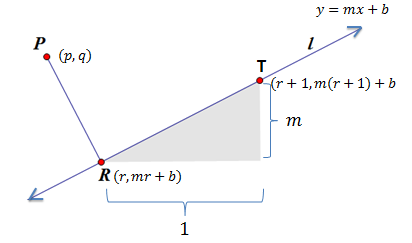 y = mx + b
l
P
(p, q)
T
(r + 1, m(r + 1) + b
m
R (r, mr + b)
1